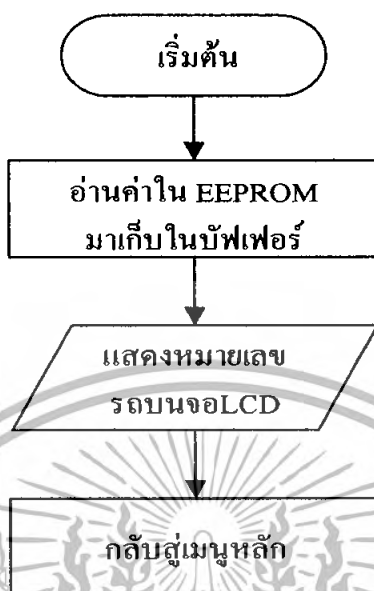 เริ่มต้น
อ่านค่าใน EEPROM
มาเก็บในบัฟเฟอร์
แสดงหมายเลข
รถบนจอLCD
กลับสู่เมนูหลัก